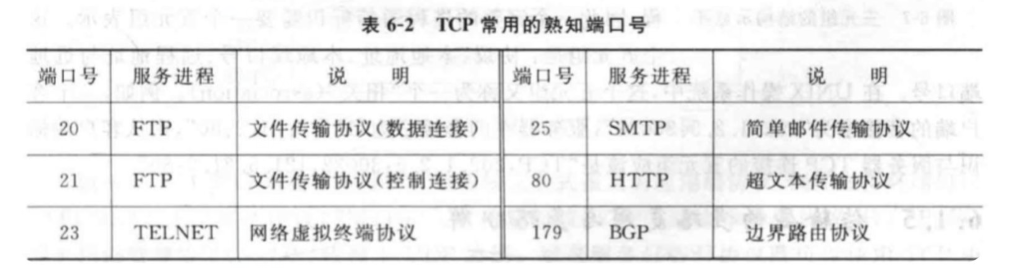 表 6-2 TCP 常用的熟知端口号
端口号 服务进程 说 明 端口号 服务进程 说 明
20 FTP 文件传输协议(数据连接) 25 SMTP 简单邮件传输协议
21 FTP 文件传输协议(控制连接) 80 HTTP 超文本传输协议
23 TELNET 网络虚拟终端协议 179 BGP 边界路由协议